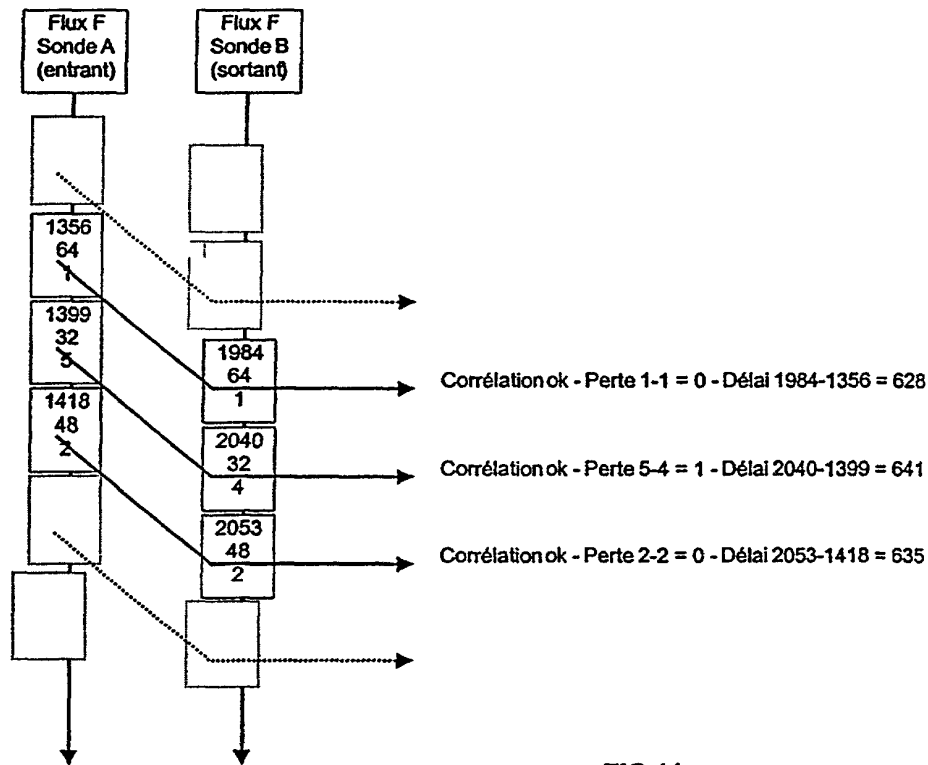 Flux F
Sonde A
(entrant)
Flux F
Sonde B
(sortant)
1356
64
1
1399
32
5
1418
48
2
1984
64
1
2040
32
4
2053
48
2
Corrélation ok - Perte 1-1 = 0 - Délai 1984-1356 = 628
Corrélation ok - Perte 5-4 = 1 - Délai 2040-1399 = 641
Corrélation ok - Perte 2-2 = 0 - Délai 2053-1418 = 635